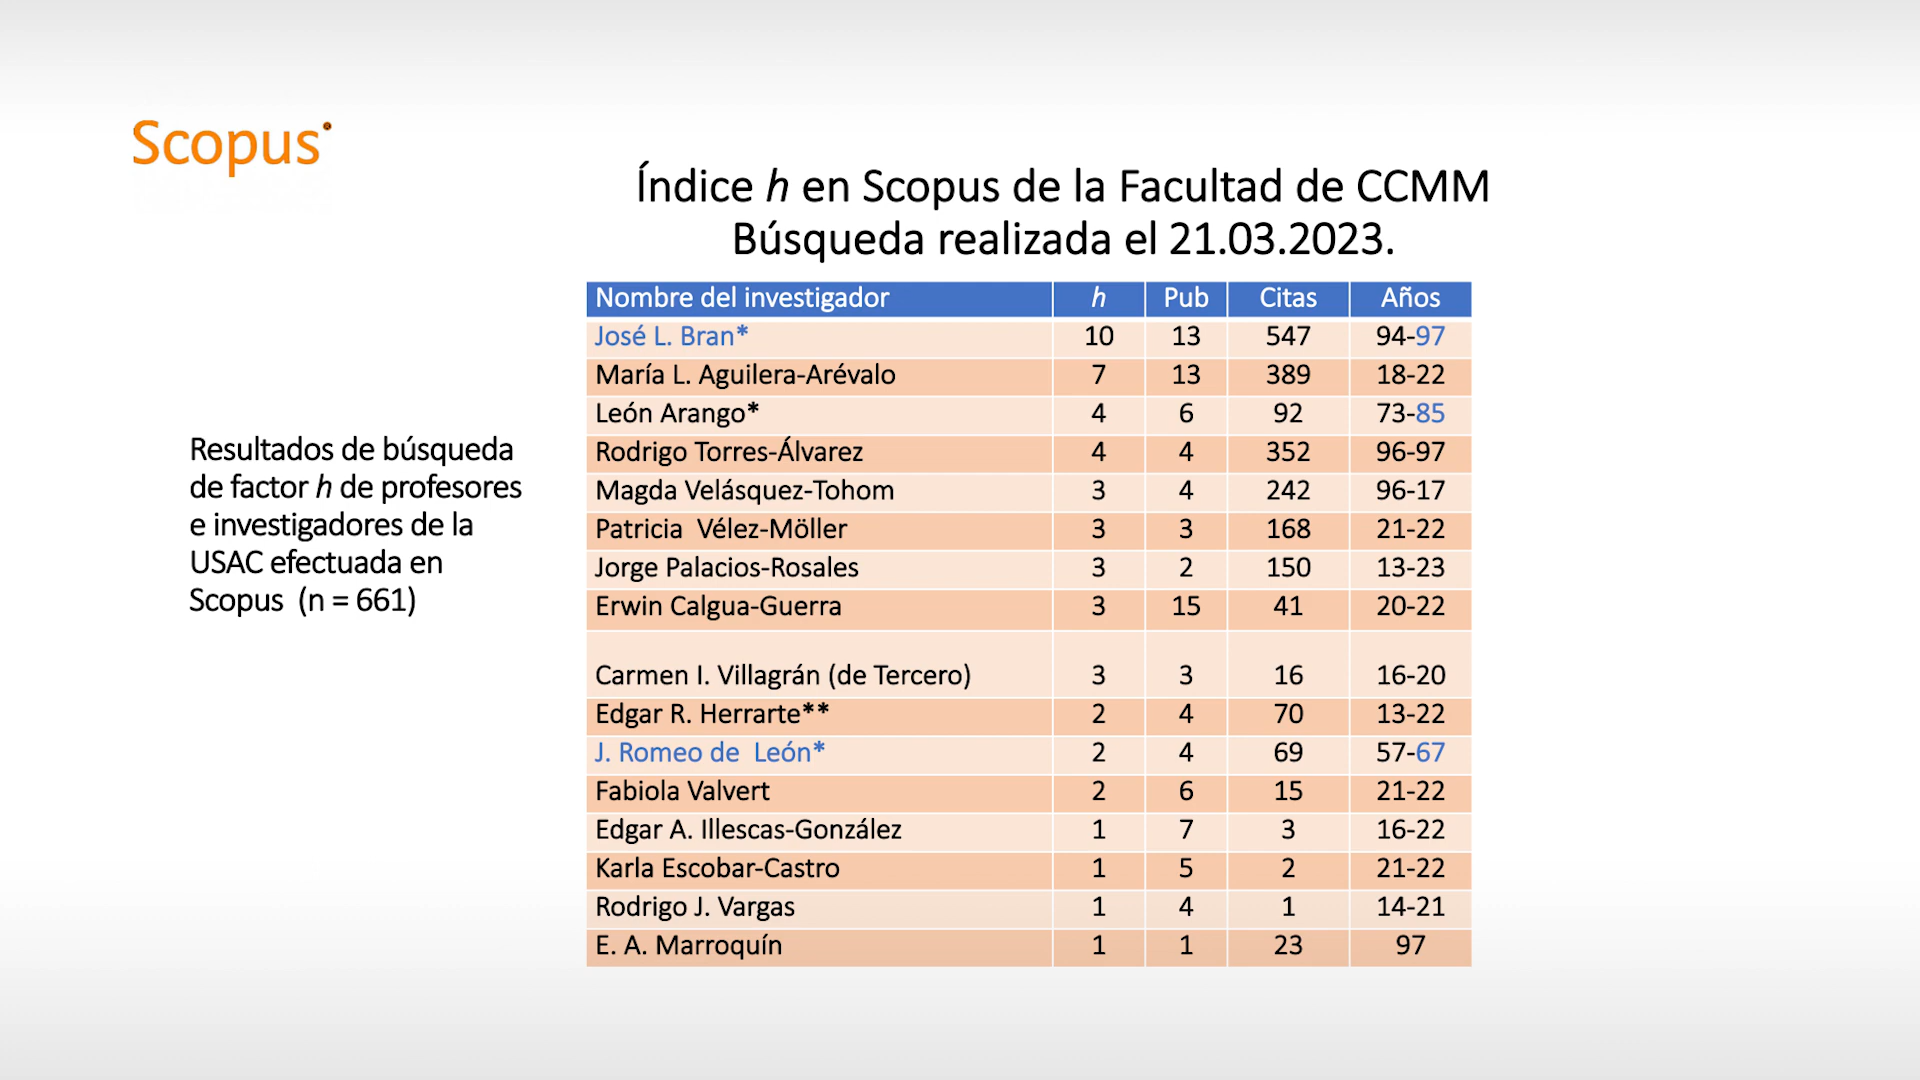 Scopus
Índice h en Scopus de la Facultad de CCMM
Búsqueda realizada el 21.03.2023.
Resultados de búsqueda
de factor h de profesores
e investigadores de la
USAC efectuada en
Scopus (n = 661)
Nombre del investigador h Pub Citas Años
José L. Bran* 10 13 547 94-97
María L. Aguilera-Arévalo 7 13 389 18-22
León Arango* 4 6 92 73-85
Rodrigo Torres-Álvarez 4 4 352 96-97
Magda Velásquez-Tohom 3 4 242 96-17
Patricia Vélez-Möller 3 3 168 21-22
Jorge Palacios-Rosales 3 2 150 13-23
Erwin Calgua-Guerra 3 15 41 20-22
Carmen I. Villagrán (de Tercero) 3 3 16 16-20
Edgar R. Herrarte** 2 4 70 13-22
J. Romeo de León* 2 4 69 57-67
Fabiola Valvert 2 6 15 21-22
Edgar A. Illescas-González 1 7 3 16-22
Karla Escobar-Castro 1 5 2 21-22
Rodrigo J. Vargas 1 4 1 14-21
E. A. Marroquín 1 1 23 97